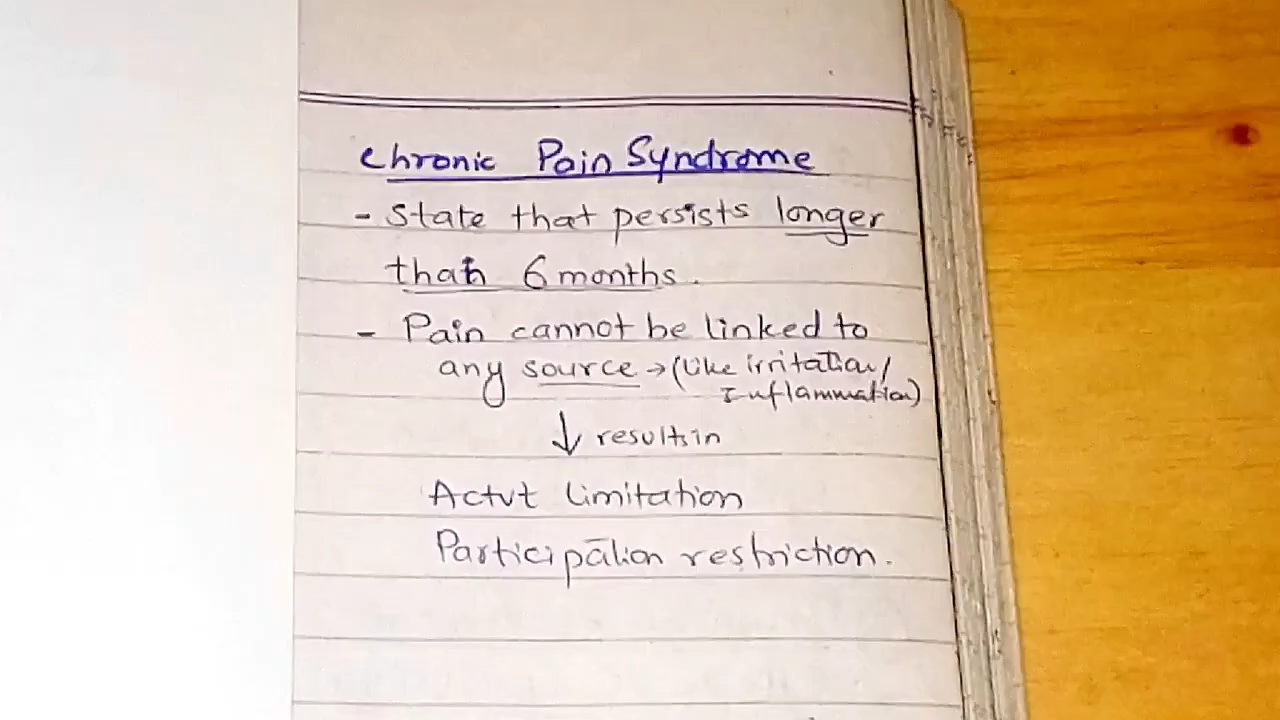 Chronic Pain Syndrome
- State that persists longer
than 6 months.
- Pain cannot be linked to
any source → (like irritation/
Inflammation)
↓ results in
Actvt limitation
Participation restriction.